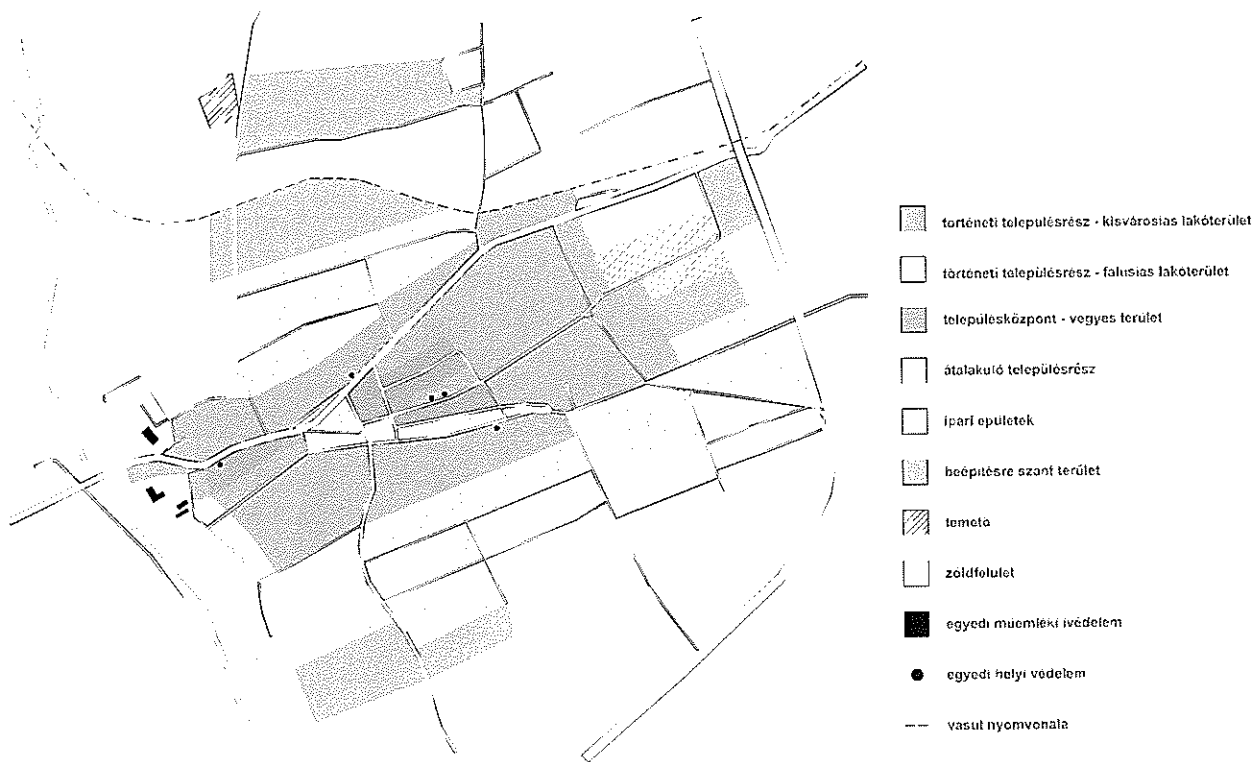 történeti településrész - kisvárosias lakóterület
történeti településrész - falusias lakóterület
településközpont - vegyes terület
átalakuló településrész
ipari épületek
beépítésre szánt terület
temető
zöldfelület
egyedi műemléki ívédelem
egyedi helyi védelem
vasút nyomvonala